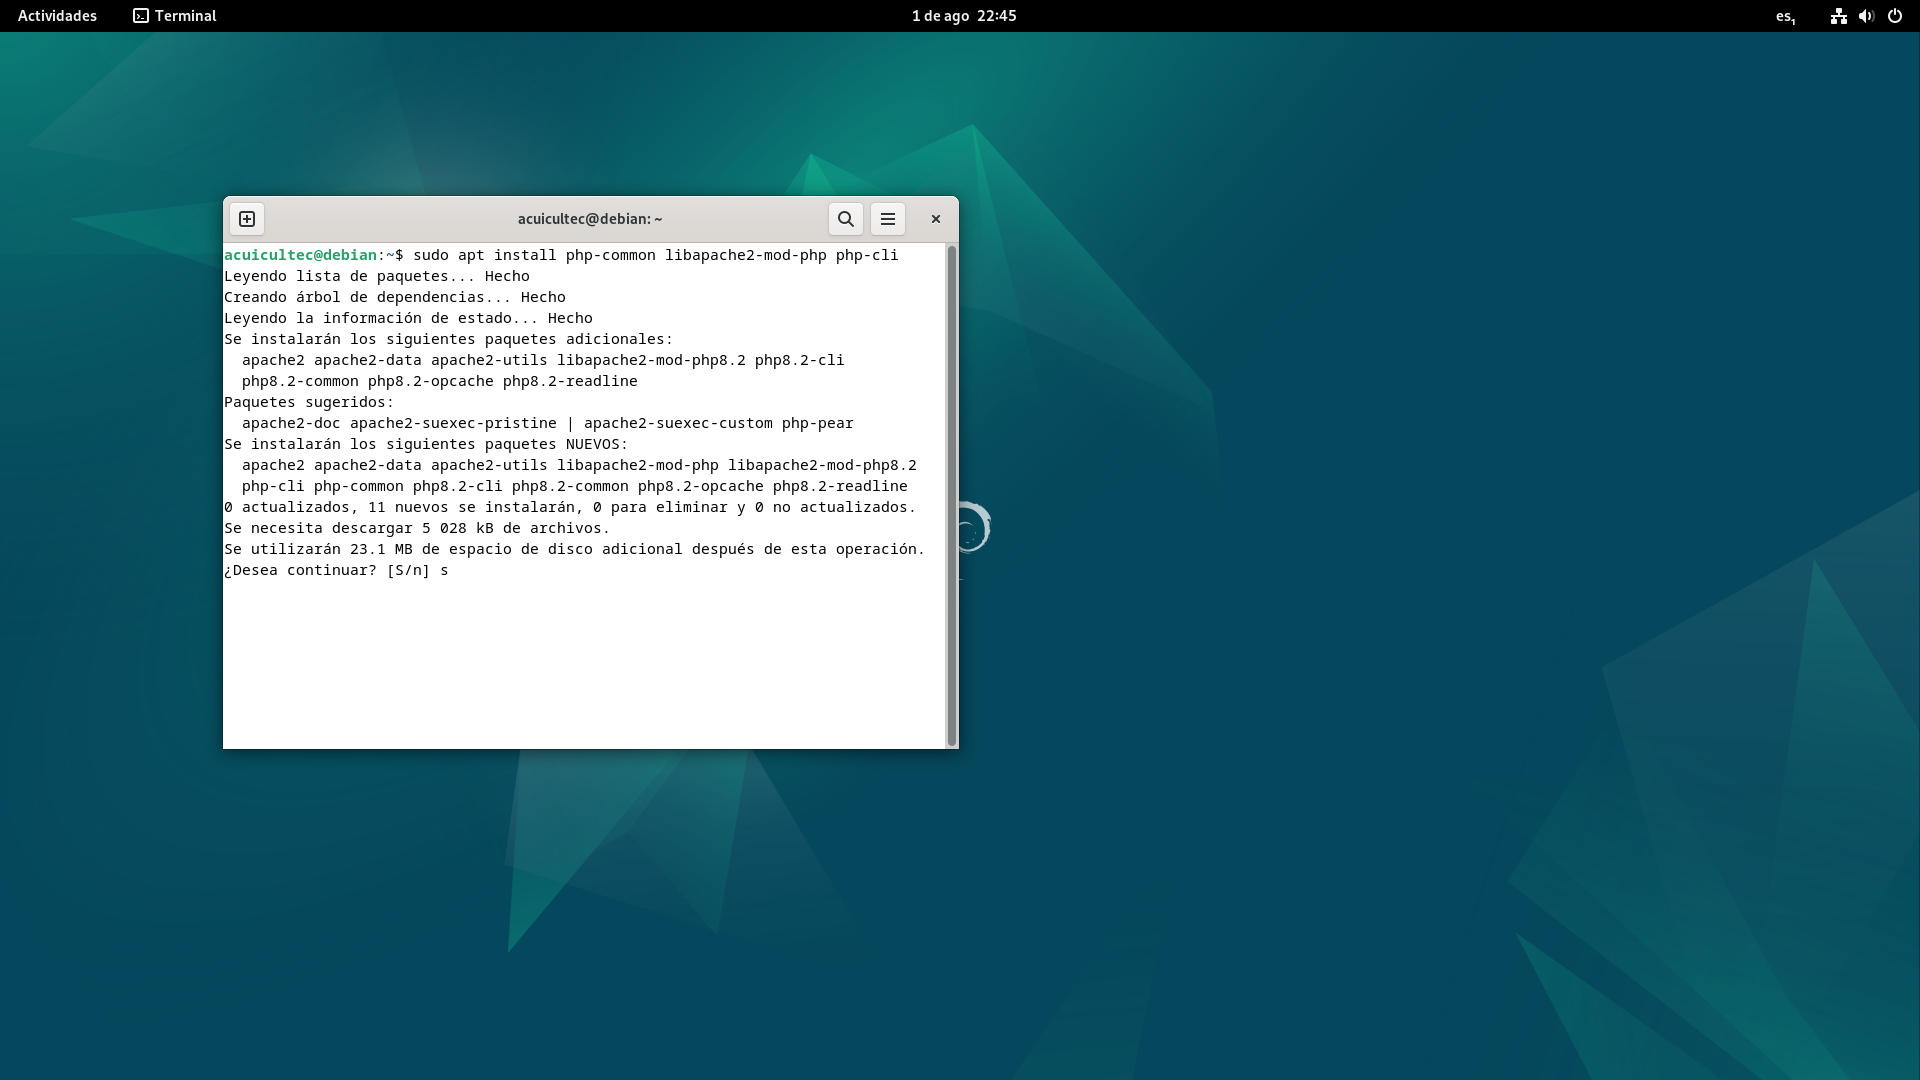 Actividades Terminal 1 de ago 22:45 es₁
acuicultec@debian: ~
acuicultec@debian:~$ sudo apt install php-common libapache2-mod-php php-cli
Leyendo lista de paquetes... Hecho
Creando árbol de dependencias... Hecho
Leyendo la información de estado... Hecho
Se instalarán los siguientes paquetes adicionales:
  apache2 apache2-data apache2-utils libapache2-mod-php8.2 php8.2-cli
  php8.2-common php8.2-opcache php8.2-readline
Paquetes sugeridos:
  apache2-doc apache2-suexec-pristine | apache2-suexec-custom php-pear
Se instalarán los siguientes paquetes NUEVOS:
  apache2 apache2-data apache2-utils libapache2-mod-php libapache2-mod-php8.2
  php-cli php-common php8.2-cli php8.2-common php8.2-opcache php8.2-readline
0 actualizados, 11 nuevos se instalarán, 0 para eliminar y 0 no actualizados.
Se necesita descargar 5 028 kB de archivos.
Se utilizarán 23.1 MB de espacio de disco adicional después de esta operación.
¿Desea continuar? [S/n] s